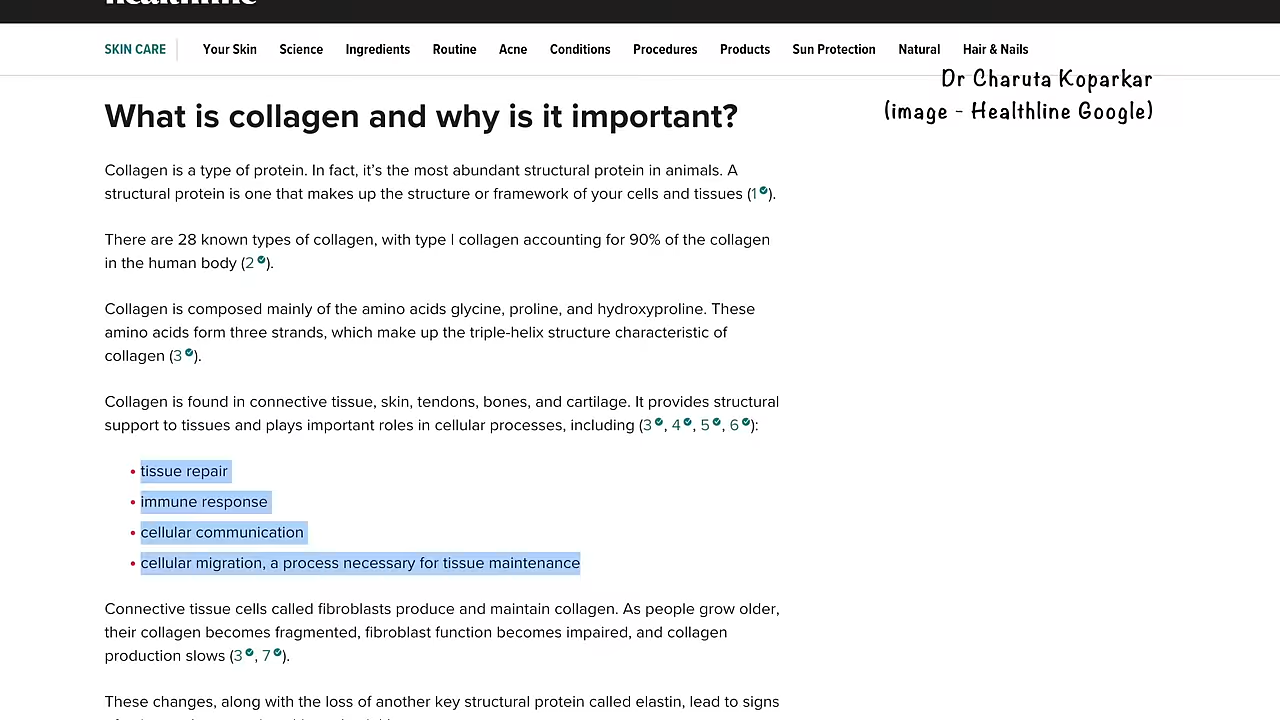 healthline
SKIN CARE
Your Skin
Science
Ingredients
Routine
Acne
Conditions
Procedures
Products
Sun Protection
Natural
Hair & Nails
Dr Charuta Koparkar
(image - Healthline Google)
What is collagen and why is it important?
Collagen is a type of protein. In fact, it’s the most abundant structural protein in animals. A
structural protein is one that makes up the structure or framework of your cells and tissues (1).
There are 28 known types of collagen, with type I collagen accounting for 90% of the collagen
in the human body (2).
Collagen is composed mainly of the amino acids glycine, proline, and hydroxyproline. These
amino acids form three strands, which make up the triple-helix structure characteristic of
collagen (3).
Collagen is found in connective tissue, skin, tendons, bones, and cartilage. It provides structural
support to tissues and plays important roles in cellular processes, including (3, 4, 5, 6):
• tissue repair
• immune response
• cellular communication
• cellular migration, a process necessary for tissue maintenance
Connective tissue cells called fibroblasts produce and maintain collagen. As people grow older,
their collagen becomes fragmented, fibroblast function becomes impaired, and collagen
production slows (3, 7).
These changes, along with the loss of another key structural protein called elastin, lead to signs